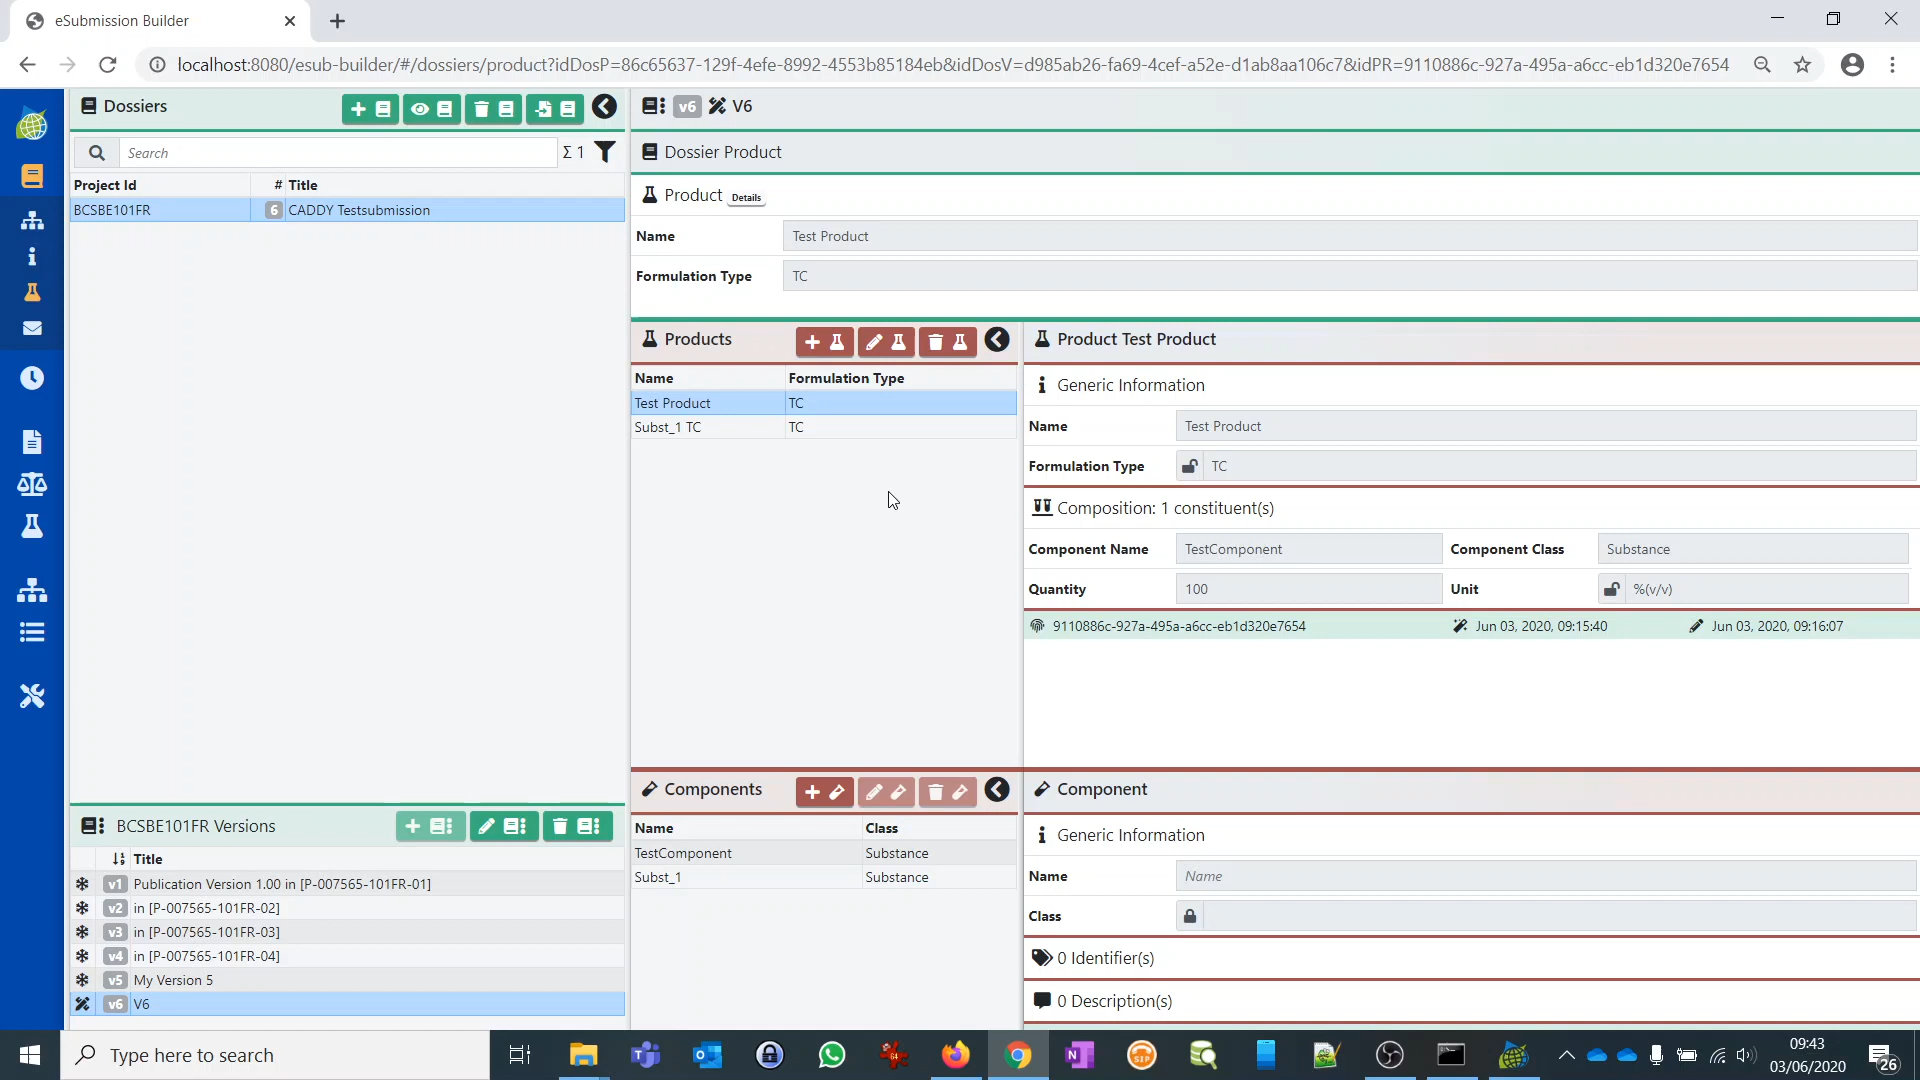 eSubmission Builder
localhost:8080/esub-builder/#/dossiers/product?idDosP=86c65637-129f-4efe-8992-4553b85184eb&idDosV=d985ab26-fa69-4cef-a52e-d1ab8aa106c7&idPR=9110886c-927a-495a-a6cc-eb1d320e7654
Dossiers
Search
Σ 1
Project Id # Title
BCSBE101FR 6 CADDY Testsubmission
BCSBE101FR Versions
Title
v1 Publication Version 1.00 in [P-007565-101FR-01]
v2 in [P-007565-101FR-02]
v3 in [P-007565-101FR-03]
v4 in [P-007565-101FR-04]
v5 My Version 5
v6 V6
v6 V6
Dossier Product
Product Details
Name Test Product
Formulation Type TC
Products
Name Formulation Type
Test Product TC
Subst_1 TC TC
Product Test Product
Generic Information
Name Test Product
Formulation Type TC
Composition: 1 constituent(s)
Component Name TestComponent Component Class Substance
Quantity 100 Unit %(v/v)
9110886c-927a-495a-a6cc-eb1d320e7654 Jun 03, 2020, 09:15:40 Jun 03, 2020, 09:16:07
Components
Name Class
TestComponent Substance
Subst_1 Substance
Component
Generic Information
Name Name
Class
0 Identifier(s)
0 Description(s)
Type here to search
64
SIP
09:43
03/06/2020
26